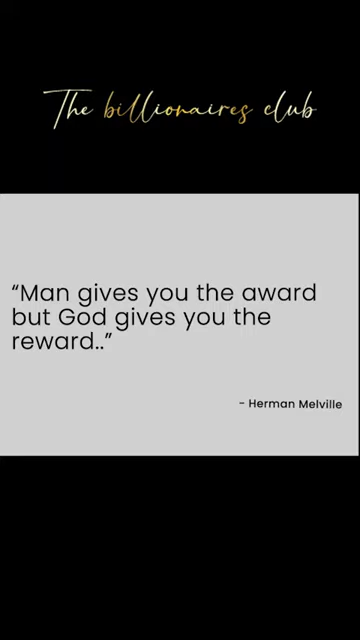 The billionaires club
“Man gives you the award
but God gives you the
reward..”
- Herman Melville